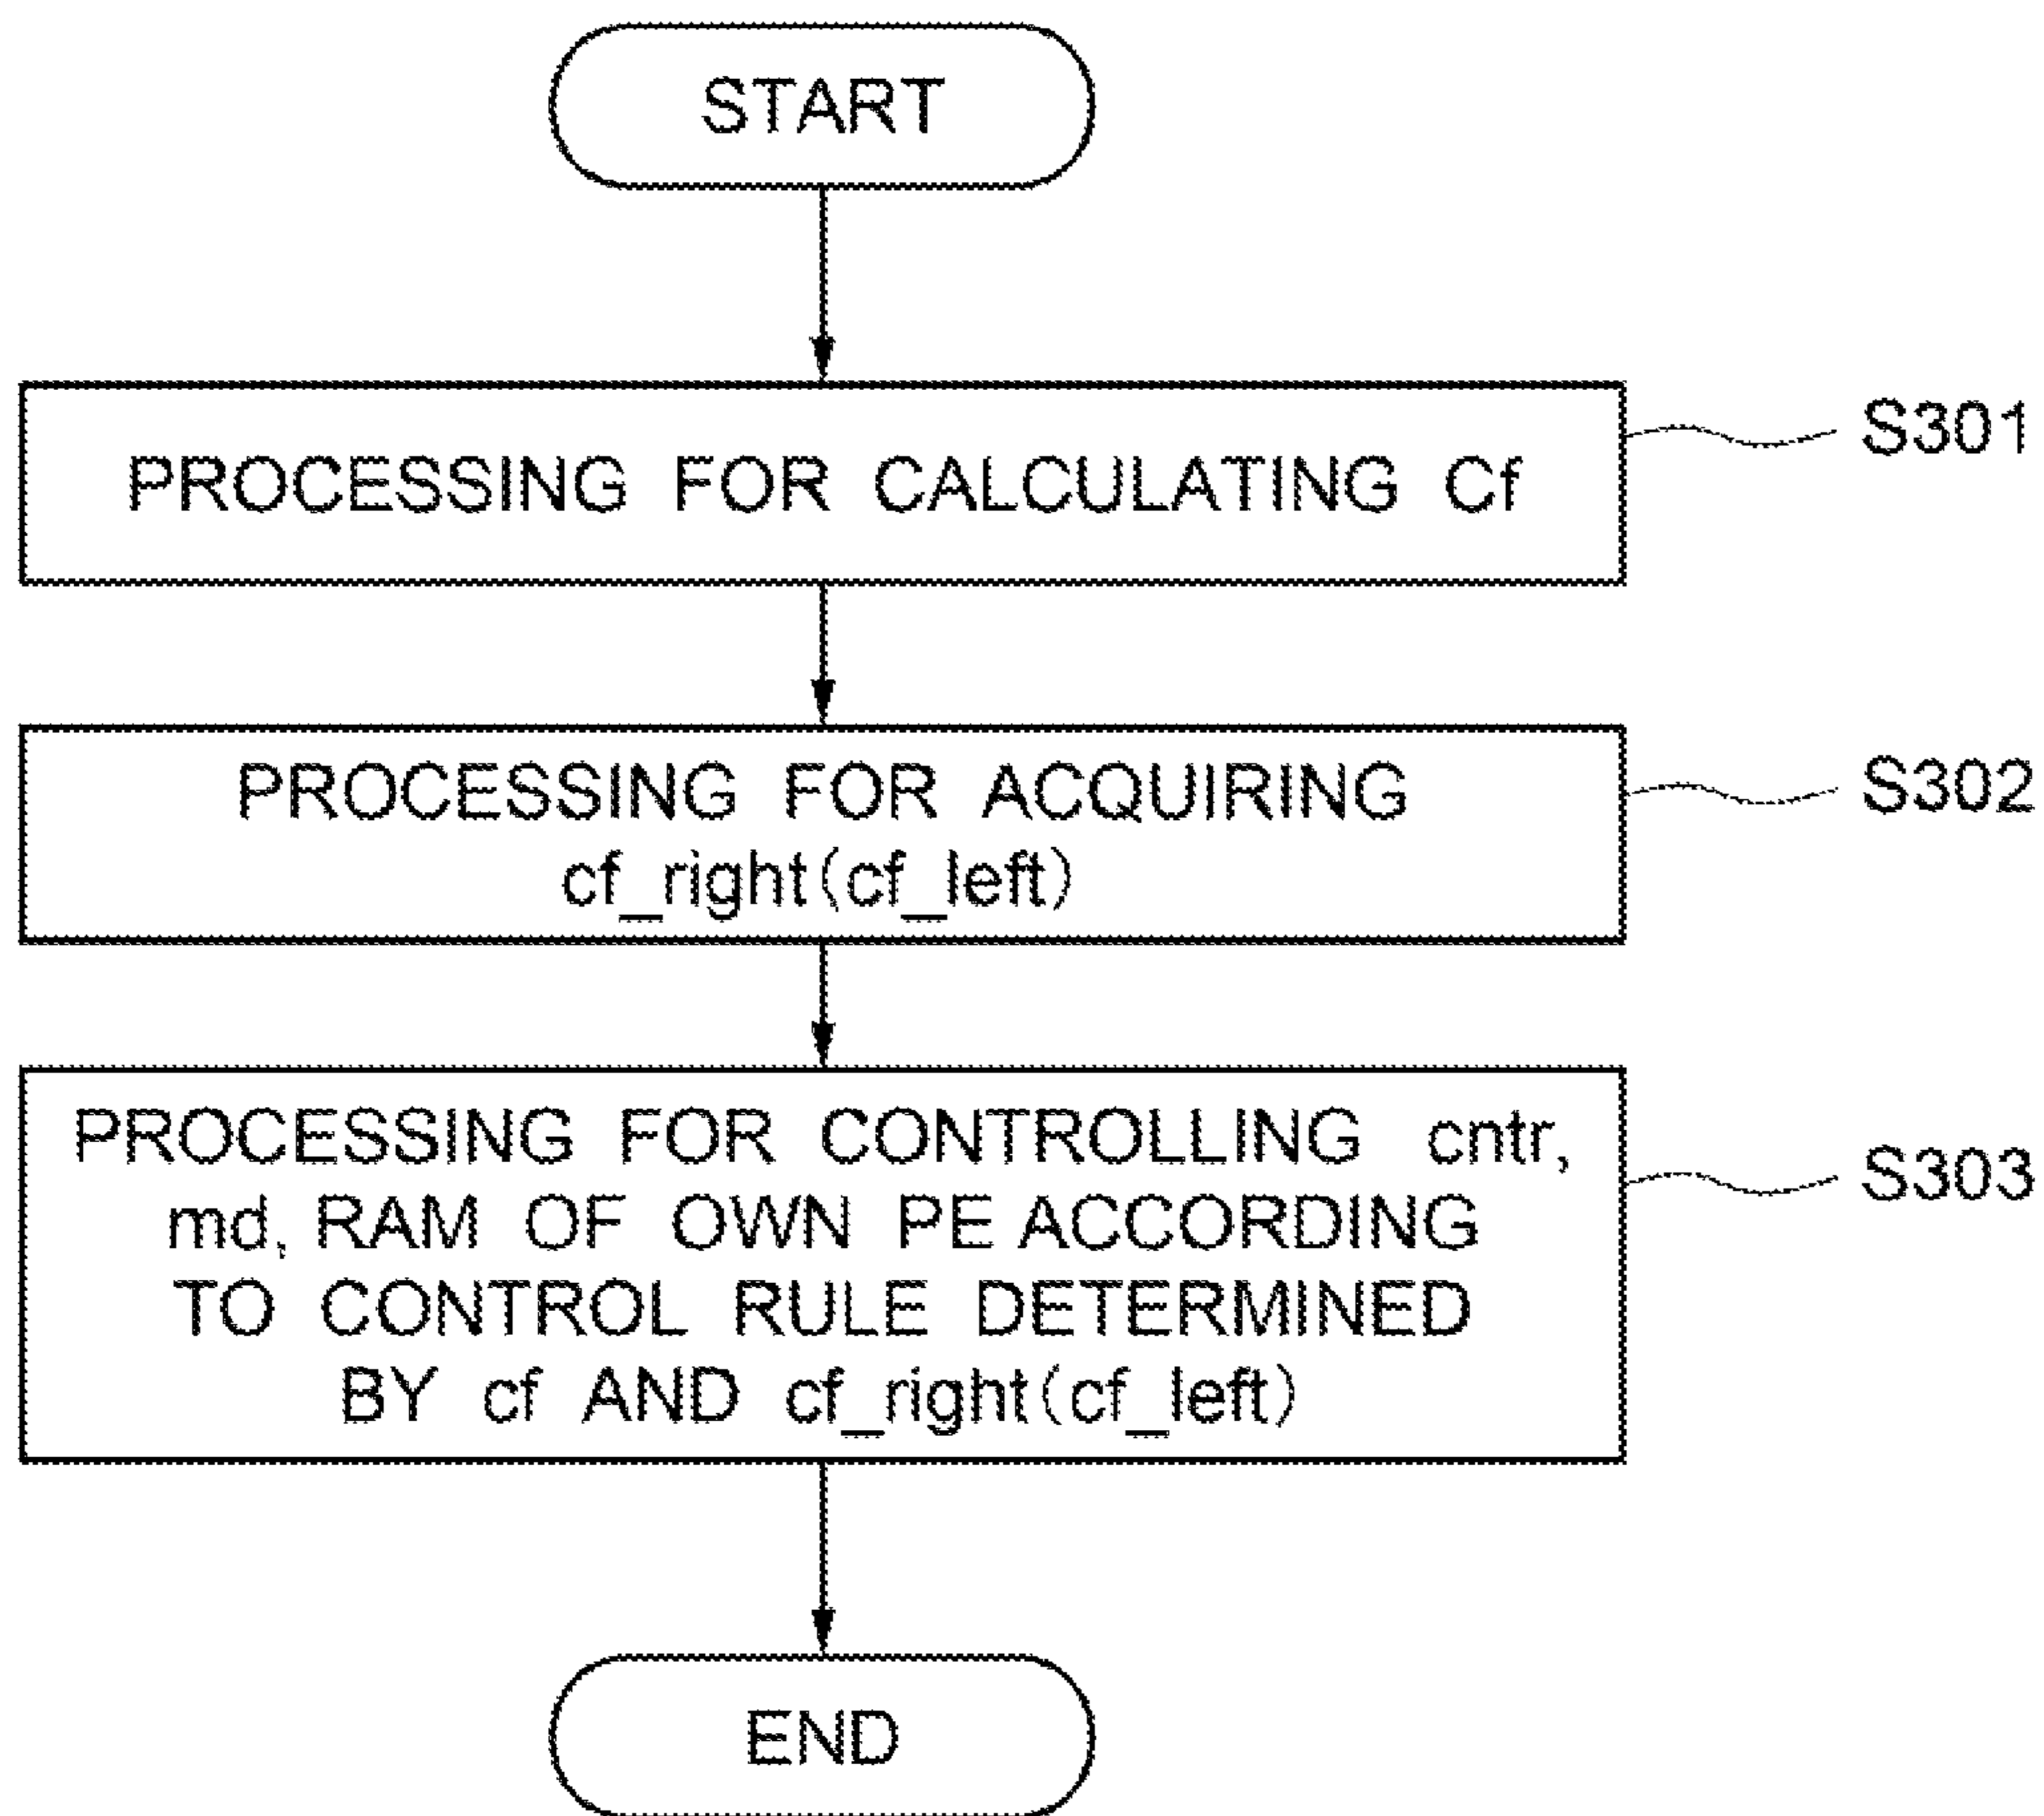 START
PROCESSING FOR CALCULATING Cf
S301
PROCESSING FOR ACQUIRING
cf_right(cf_left)
S302
PROCESSING FOR CONTROLLING cntr,
md, RAM OF OWN PE ACCORDING
TO CONTROL RULE DETERMINED
BY cf AND cf_right(cf_left)
S303
END